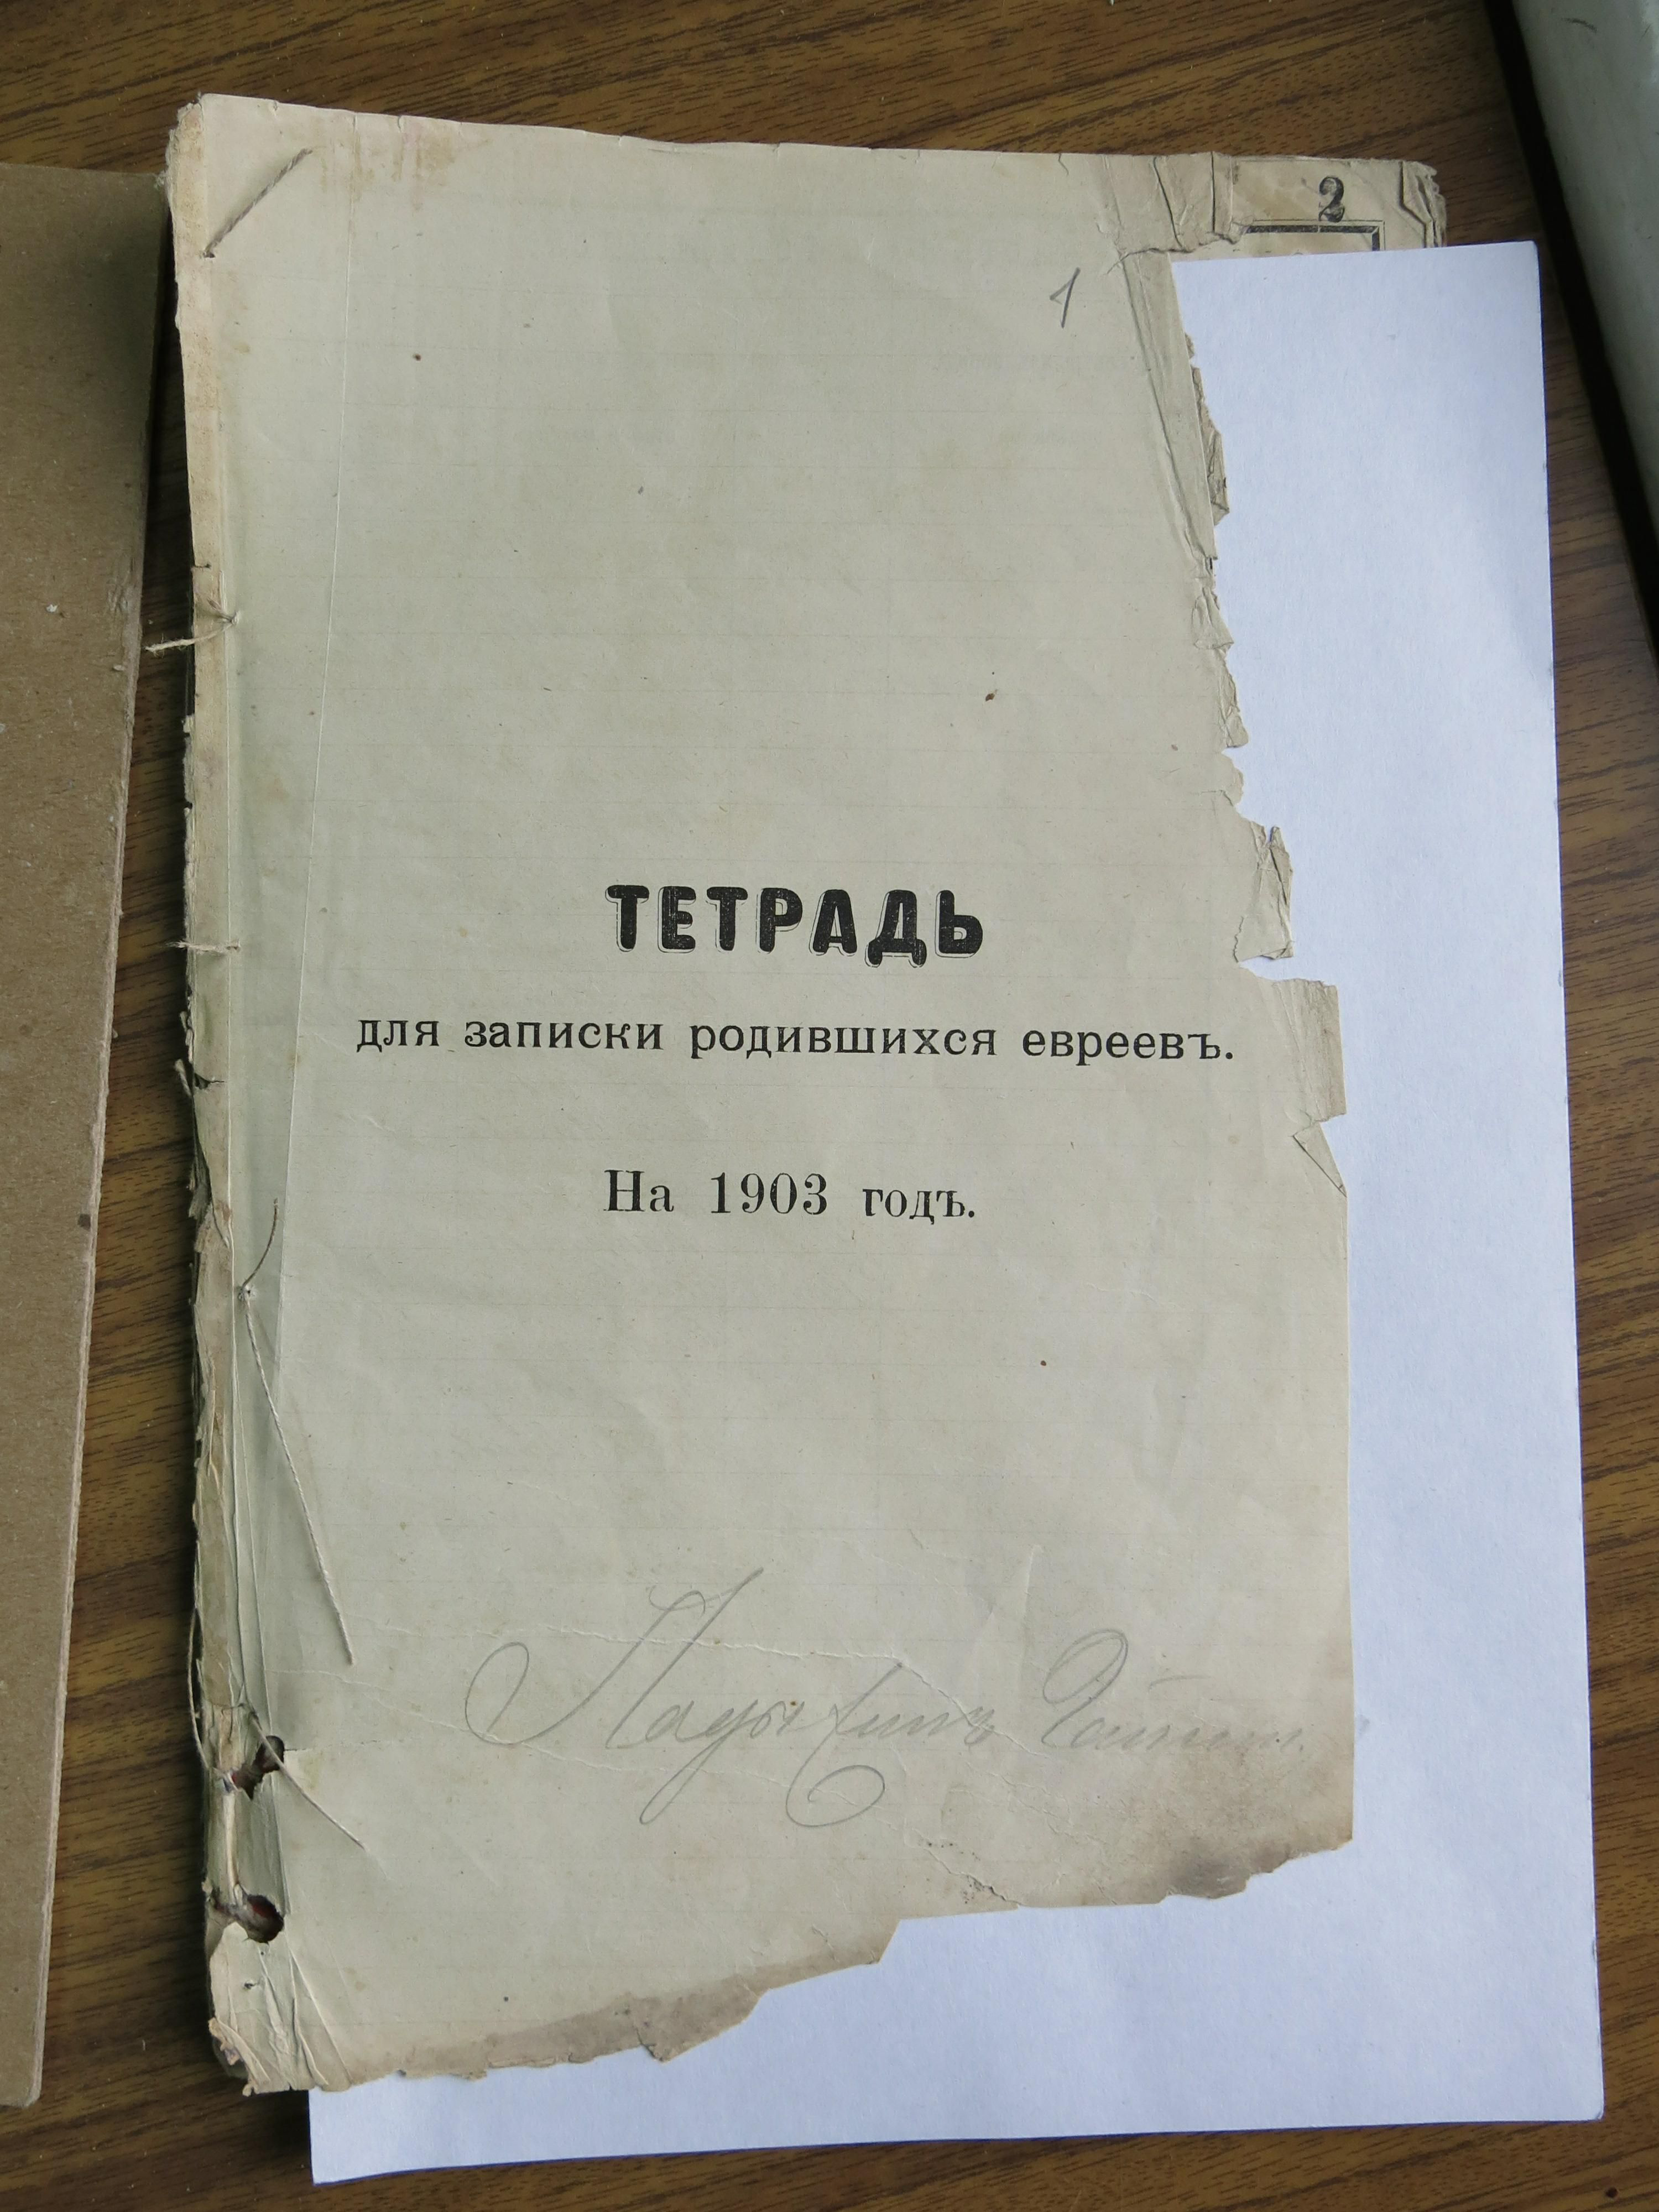 2
1
ТЕТРАДЬ
для записки родившихся евреевъ.
На 1903 годъ.